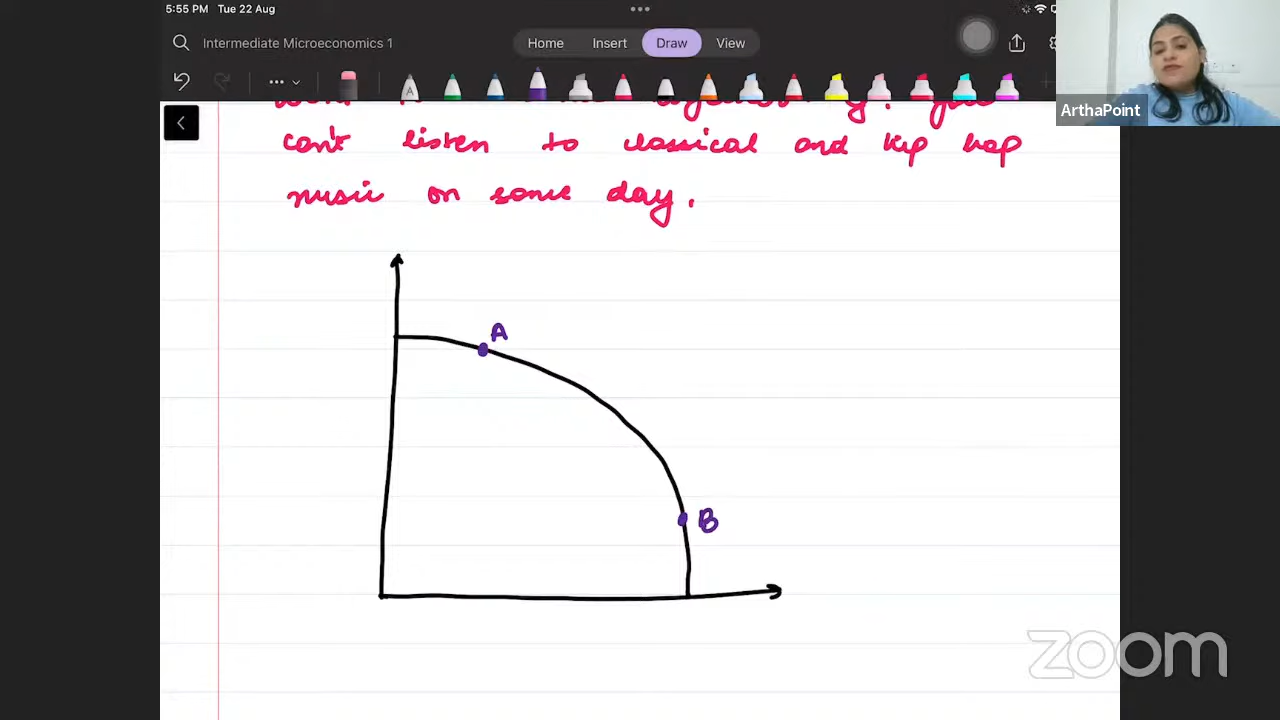 5:55 PM Tue 22 Aug
Intermediate Microeconomics 1
Home Insert Draw View
ArthaPoint
can't listen to classical and hip hop
music on same day.
A
B
zoom